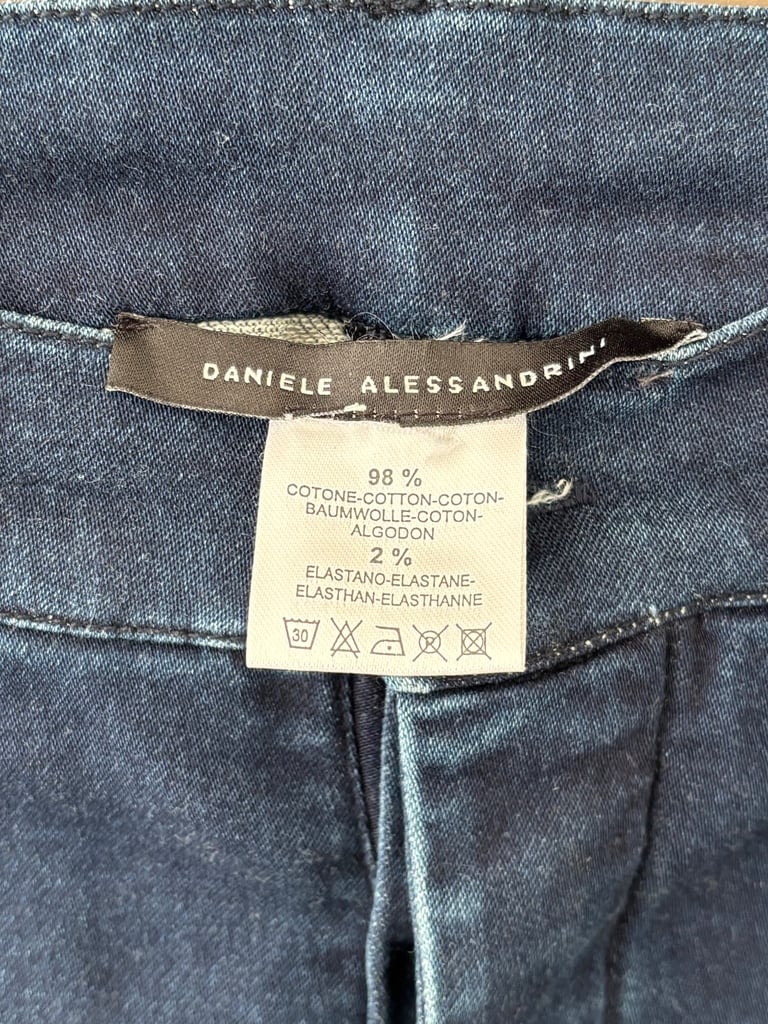 DANIELE ALESSANDRINI
98 %
COTONE-COTTON-COTON-
BAUMWOLLE-COTON-
ALGODON
2 %
ELASTANO-ELASTANE-
ELASTHAN-ELASTHANNE
30